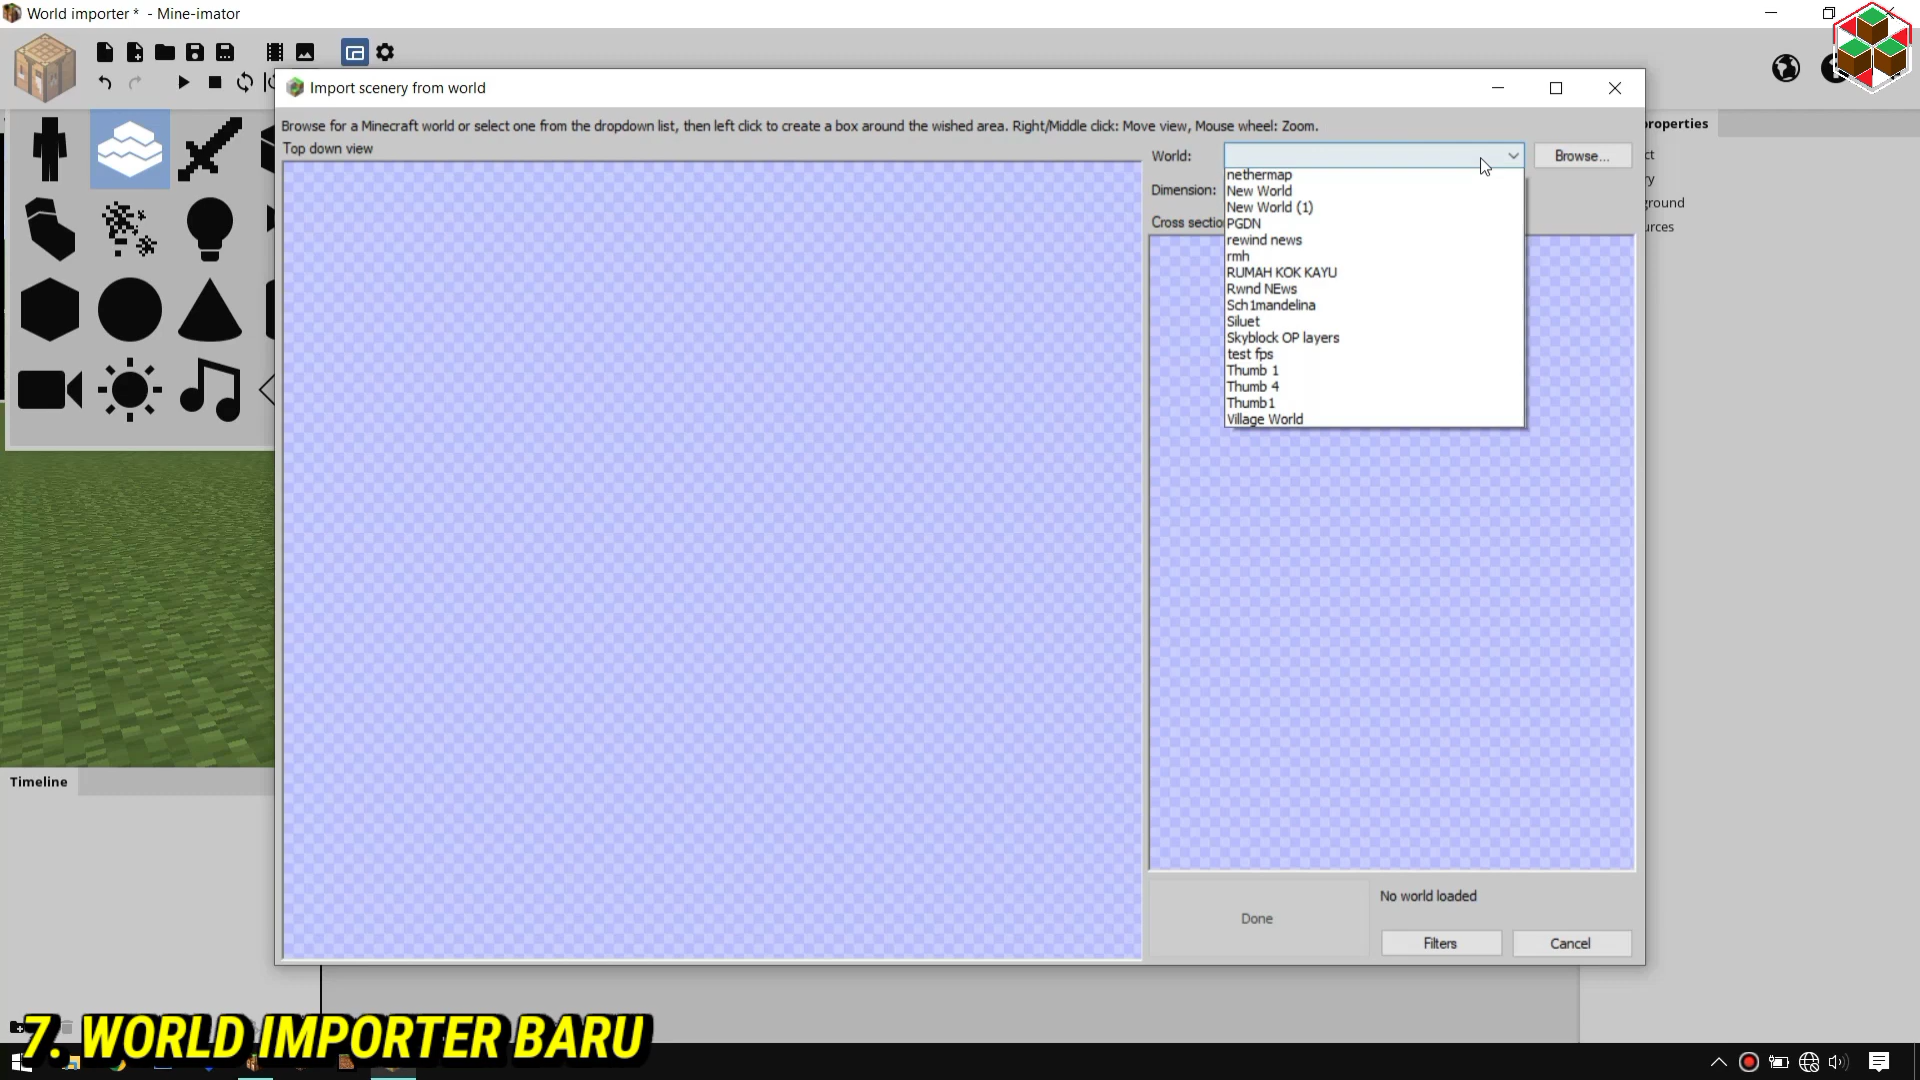 World importer * - Mine-imator
Import scenery from world
Browse for a Minecraft world or select one from the dropdown list, then left click to create a box around the wished area. Right/Middle click: Move view, Mouse wheel: Zoom.
Top down view
World:
Browse...
Dimension:
Cross sectio
nethermap
New World
New World (1)
PGDN
rewind news
rmh
RUMAH KOK KAYU
Rwnd NEws
Sch1mandelina
Siluet
Skyblock OP layers
test fps
Thumb 1
Thumb 4
Thumb1
Village World
properties
ct
ry
ground
urces
Timeline
No world loaded
Done
Filters
Cancel
7. WORLD IMPORTER BARU